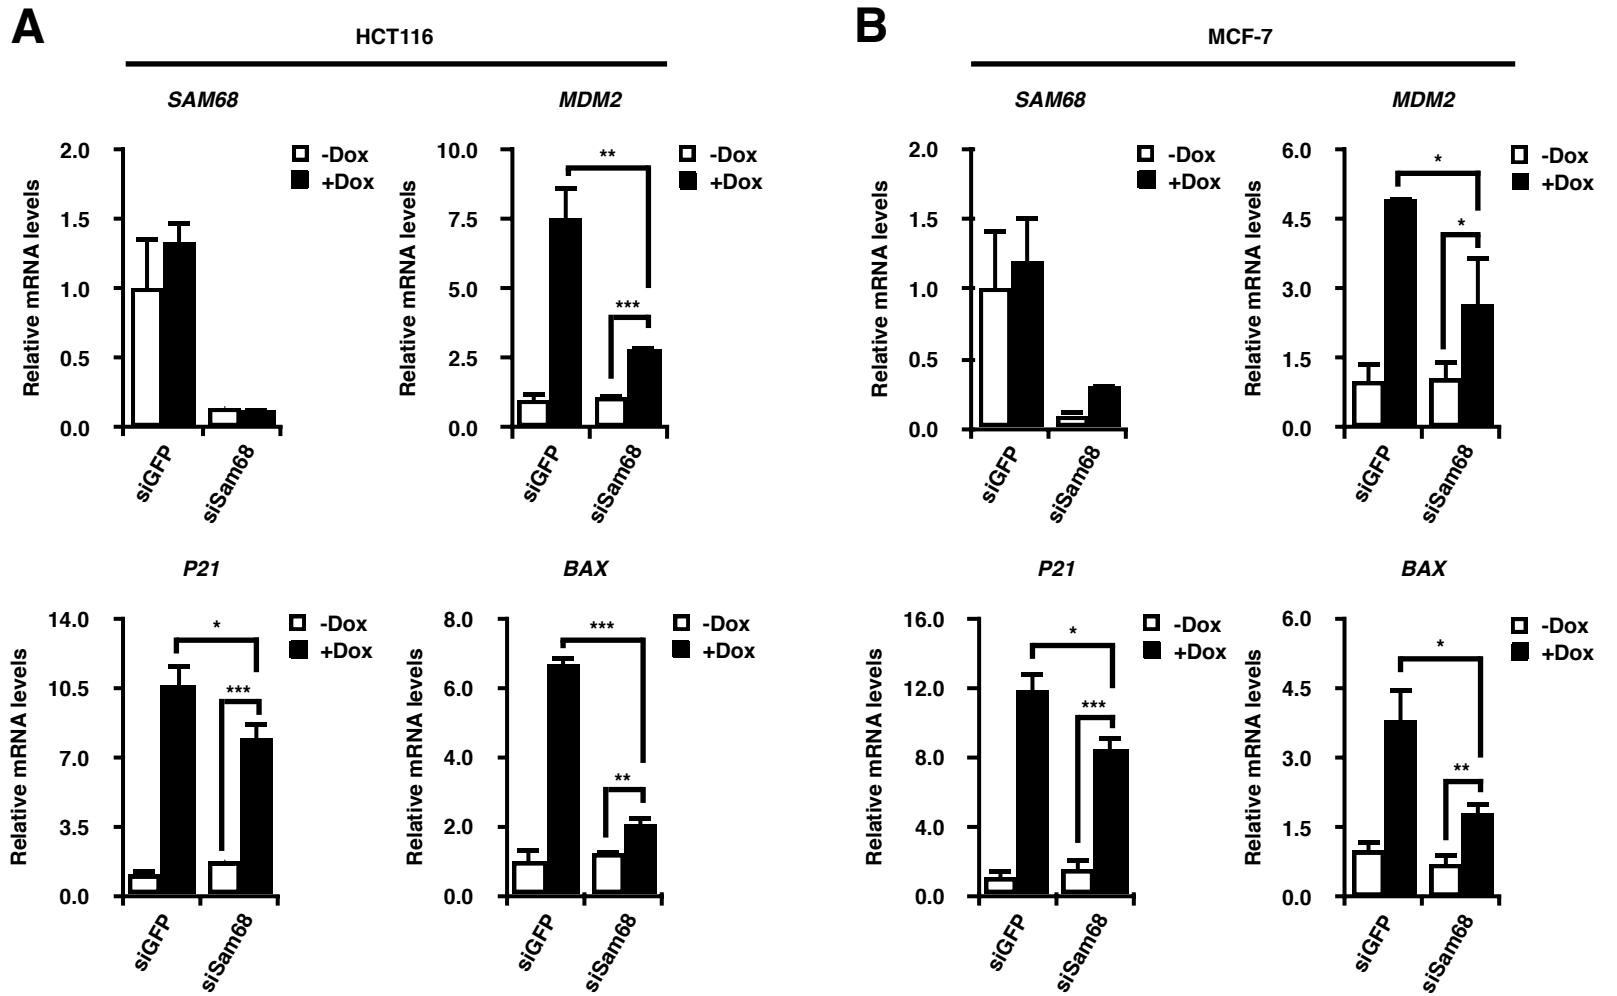 A
HCT116
SAM68
Relative mRNA levels
2.0
1.5
1.0
0.5
0.0
-Dox
+Dox
siGFP
siSam68
MDM2
Relative mRNA levels
10.0
7.5
5.0
2.5
0.0
**
***
-Dox
+Dox
siGFP
siSam68
P21
Relative mRNA levels
14.0
10.5
7.0
3.5
0.0
*
***
-Dox
+Dox
siGFP
siSam68
BAX
Relative mRNA levels
8.0
6.0
4.0
2.0
0.0
***
**
-Dox
+Dox
siGFP
siSam68
B
MCF-7
SAM68
Relative mRNA levels
2.0
1.5
1.0
0.5
0.0
-Dox
+Dox
siGFP
siSam68
MDM2
Relative mRNA levels
6.0
4.5
3.0
1.5
0.0
*
*
-Dox
+Dox
siGFP
siSam68
P21
Relative mRNA levels
16.0
12.0
8.0
4.0
0.0
*
***
-Dox
+Dox
siGFP
siSam68
BAX
Relative mRNA levels
6.0
4.5
3.0
1.5
0.0
*
**
-Dox
+Dox
siGFP
siSam68